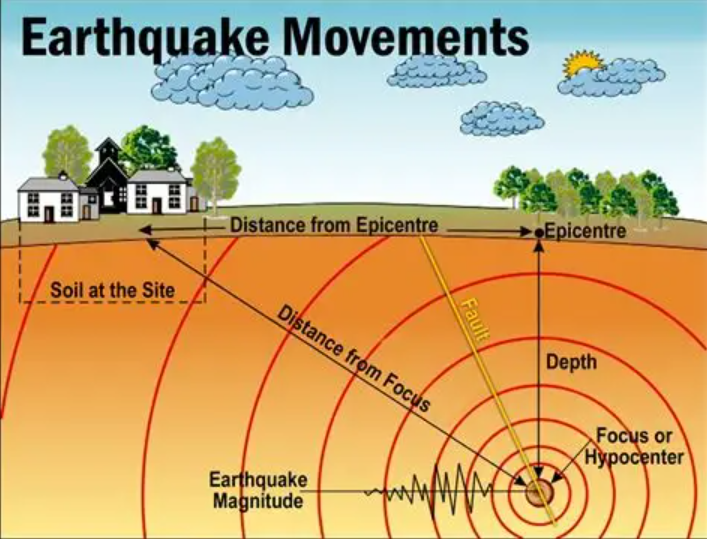 Earthquake Movements
Distance from Epicentre
Epicentre
Soil at the Site
Distance from Focus
Fault
Depth
Focus or
Hypocenter
Earthquake
Magnitude